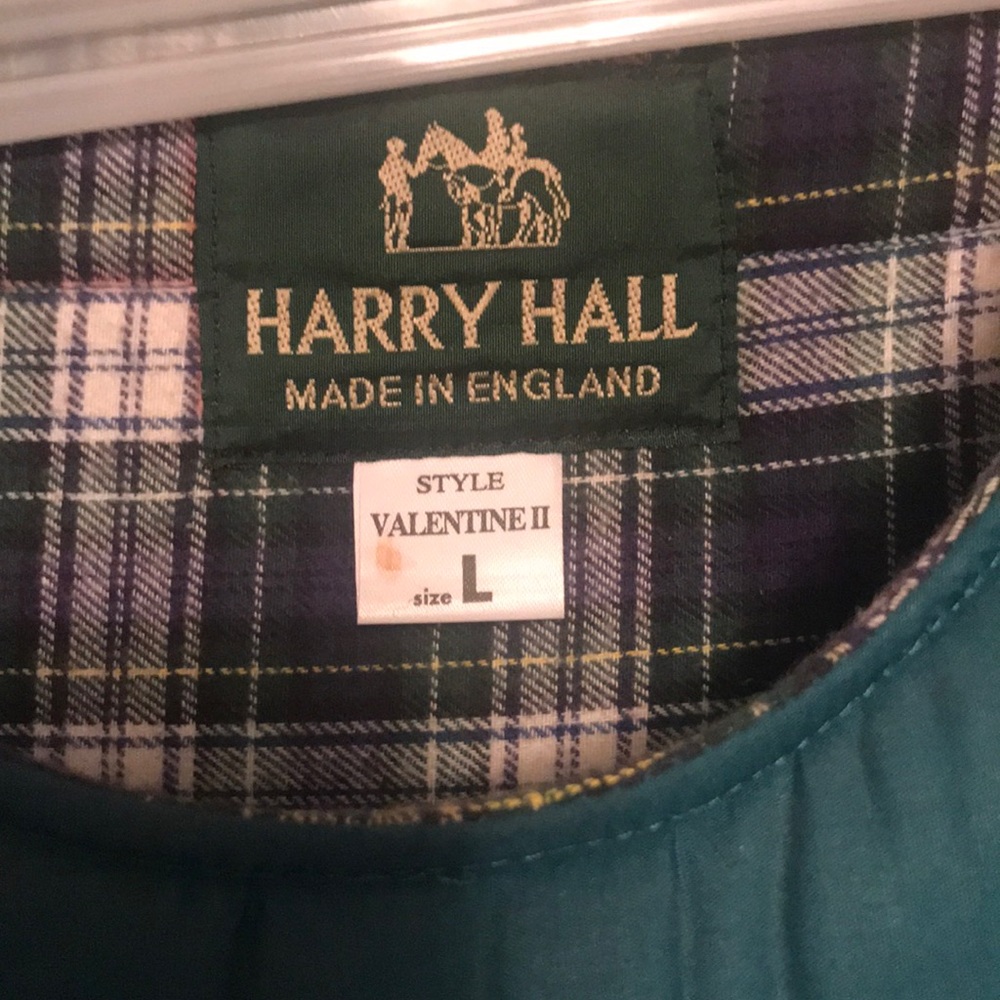 HARRY HALL
MADE IN ENGLAND
STYLE
VALENTINE II
size L